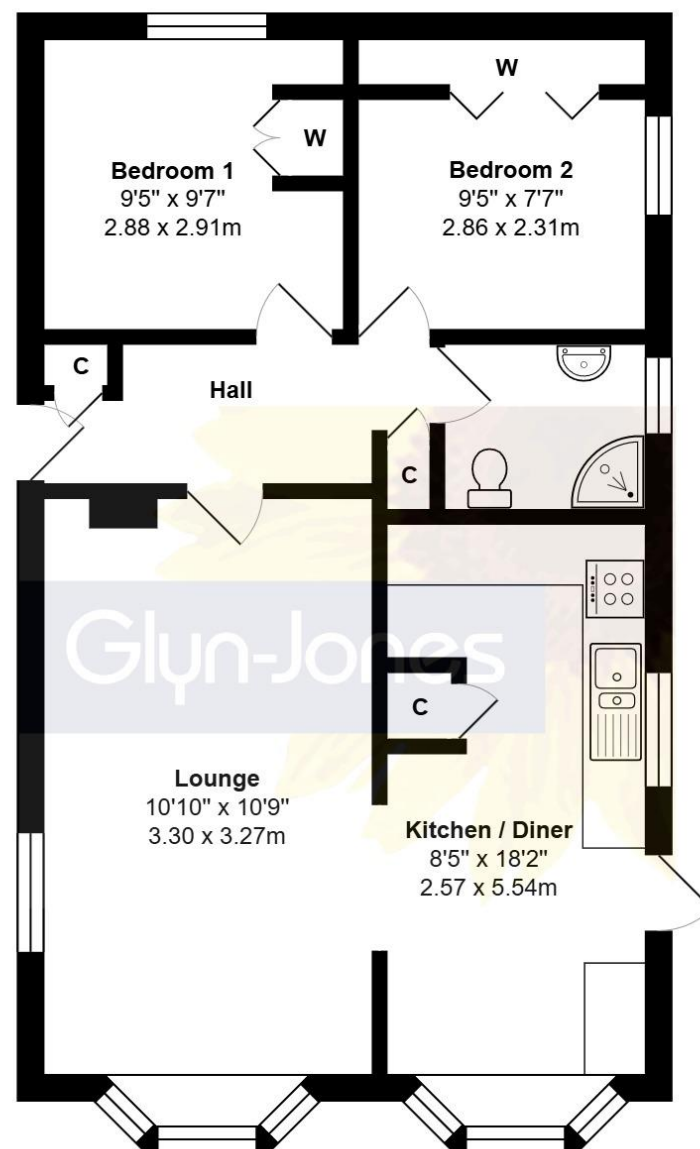 W
W
Bedroom 1
9'5" x 9'7"
2.88 x 2.91m
Bedroom 2
9'5" x 7'7"
2.86 x 2.31m
C
Hall
C
Glyn-Jones
C
Lounge
10'10" x 10'9"
3.30 x 3.27m
Kitchen / Diner
8'5" x 18'2"
2.57 x 5.54m